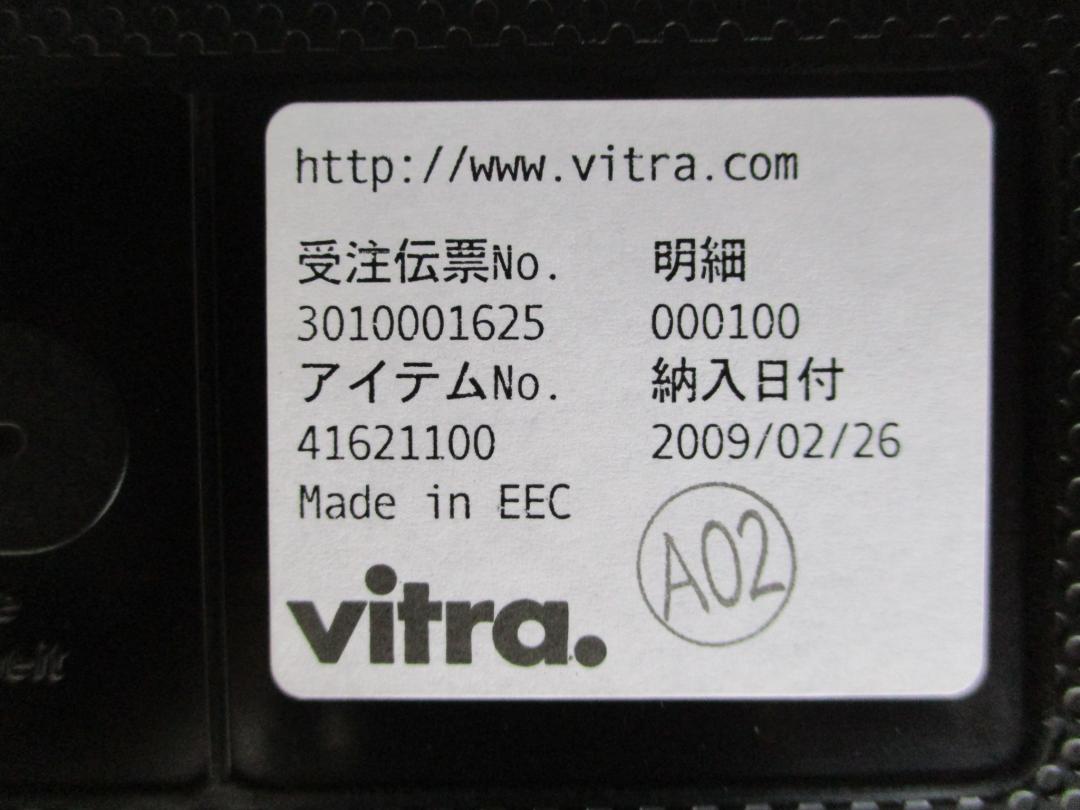 http://www.vitra.com
受注伝票No. 明細
3010001625 000100
アイテムNo. 納入日付
41621100 2009/02/26
Made in EEC
A02
vitra.